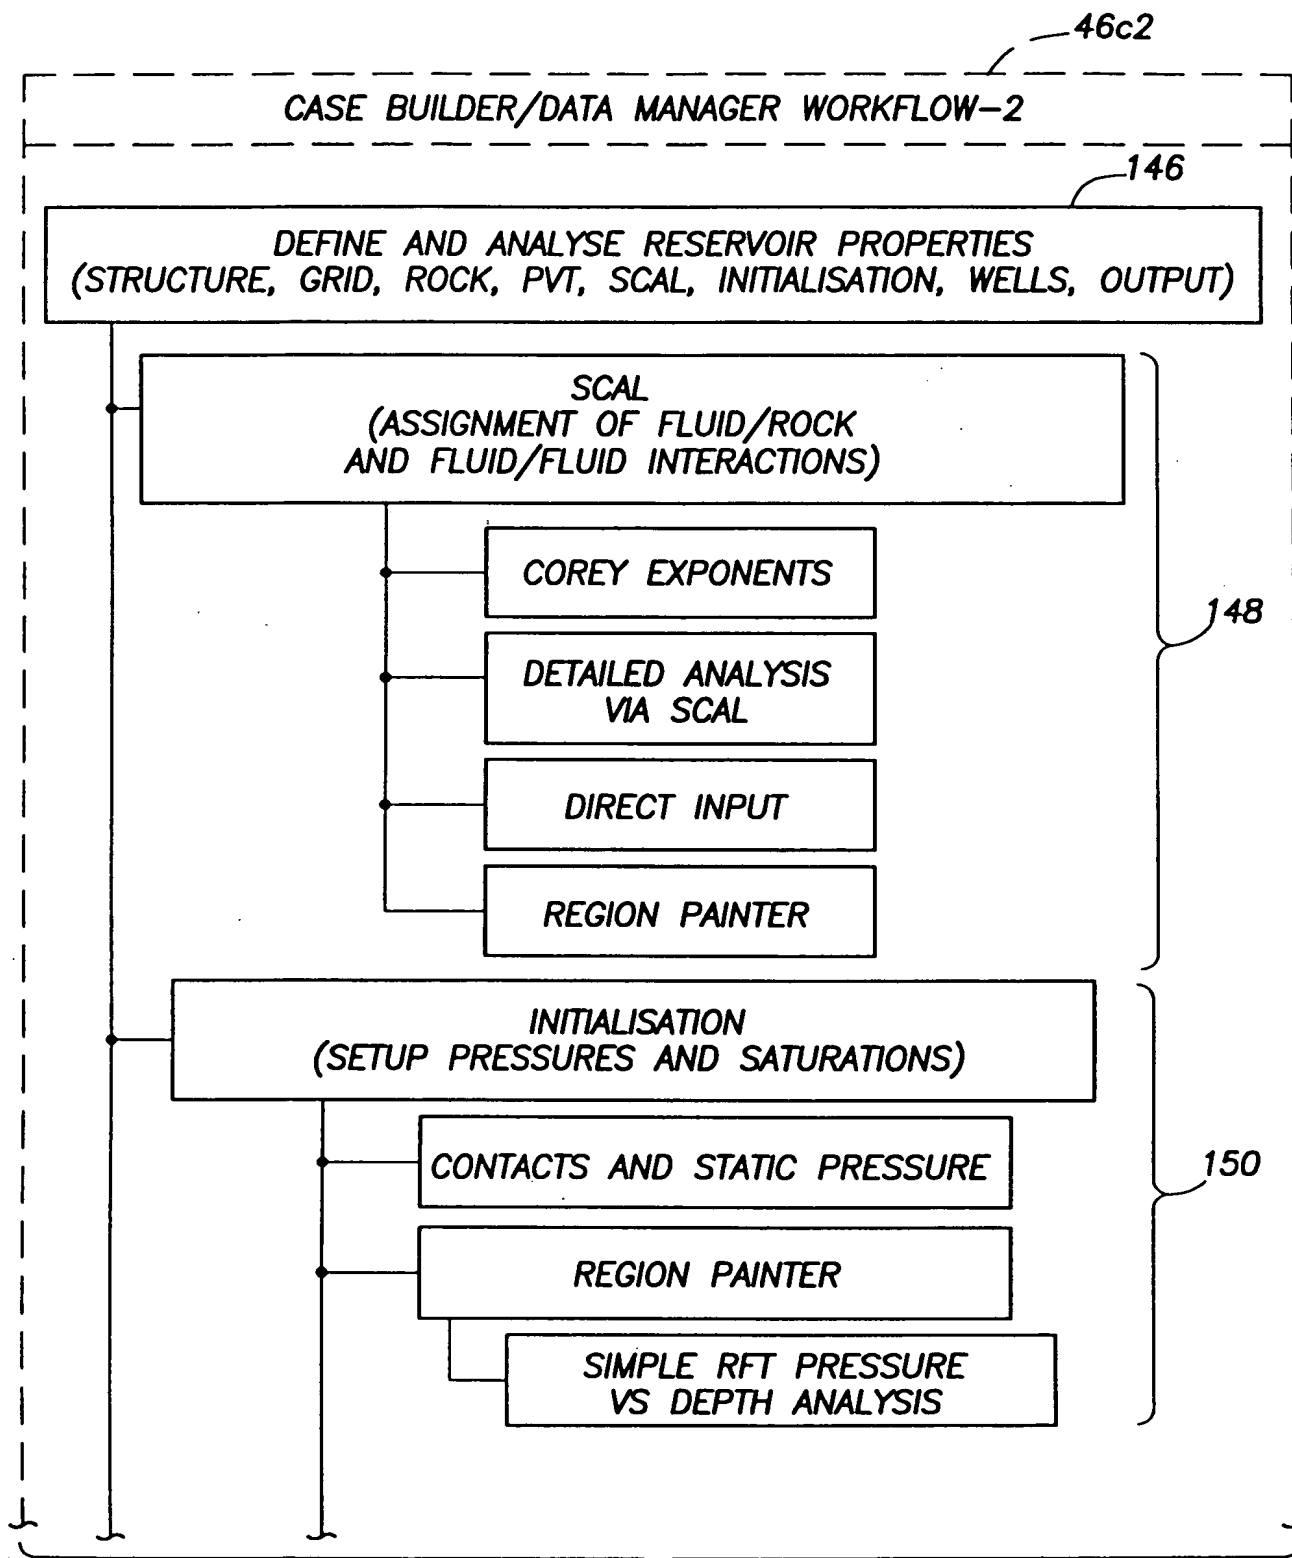 46c2
CASE BUILDER/DATA MANAGER WORKFLOW-2
146
DEFINE AND ANALYSE RESERVOIR PROPERTIES
(STRUCTURE, GRID, ROCK, PVT, SCAL, INITIALISATION, WELLS, OUTPUT)
SCAL
(ASSIGNMENT OF FLUID/ROCK
AND FLUID/FLUID INTERACTIONS)
COREY EXPONENTS
148
DETAILED ANALYSIS
VIA SCAL
DIRECT INPUT
REGION PAINTER
INITIALISATION
(SETUP PRESSURES AND SATURATIONS)
CONTACTS AND STATIC PRESSURE
150
REGION PAINTER
SIMPLE RFT PRESSURE
VS DEPTH ANALYSIS